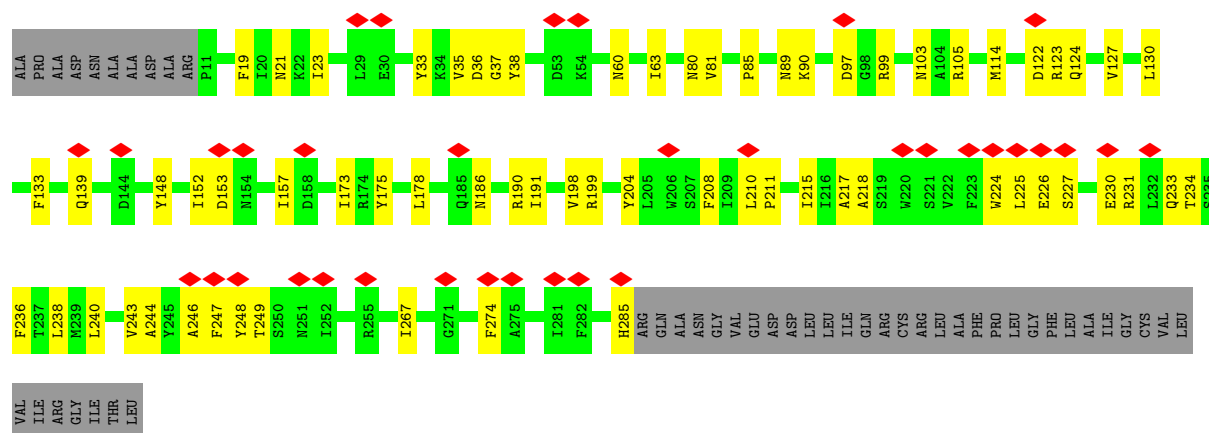 ALA PRO ALA ASP ASN ALA ALA ASP ALA ARG P11 F19 I20 N21 K22 I23 L29 E30 Y33 K34 V35 D36 G37 Y38 D53 K54 N60 I63 N80 V81 P85 N89 K90 D97 G98 R99 N103 A104 R105 M114 D122 R123 Q124 V127 L130
F133 Q139 D144 Y148 I152 D153 N154 I157 D158 I173 R174 Y175 L178 Q185 N186 R190 I191 V198 R199 Y204 L205 W206 S207 F208 I209 L210 P211 I215 I216 A217 A218 S219 W220 S221 V222 F223 W224 L225 E226 S227 E230 R231 L232 Q233 T234 S235
F236 T237 L238 M239 L240 V243 A244 Y245 A246 F247 Y248 T249 S250 N251 I252 R255 I267 G271 F274 A275 I281 F282 H285 ARG GLN ALA ASN GLY VAL GLU ASP ASP LEU LEU ILE GLN ARG CYS ARG LEU ALA PHE PRO LEU GLY PHE LEU ALA ILE GLY CYS VAL LEU
VAL ILE ARG GLY ILE THR LEU